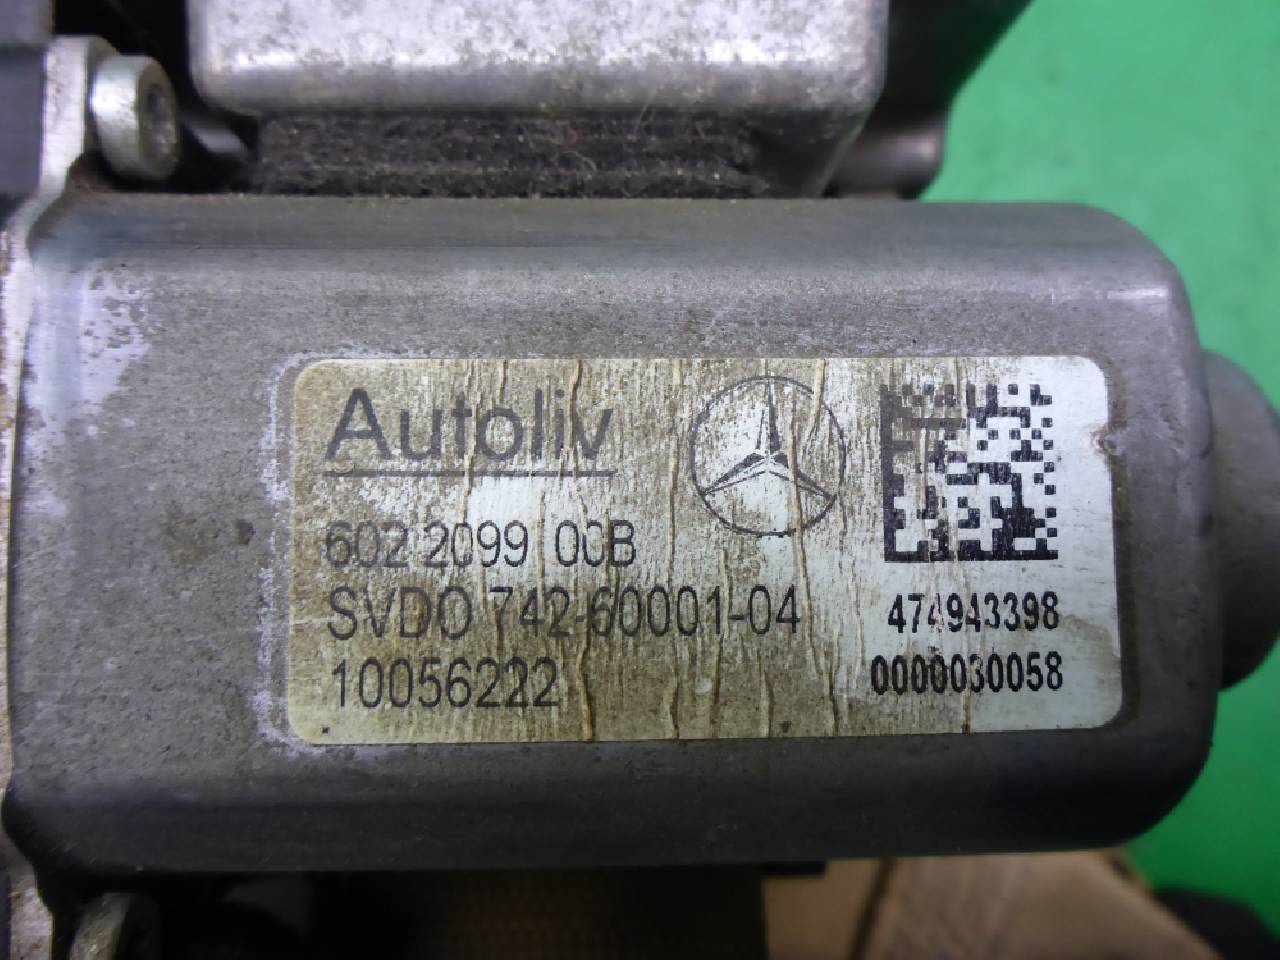 Autoliv
602 2099 00B
SVDO 742-60001-04
10056222
474943398
0000030058